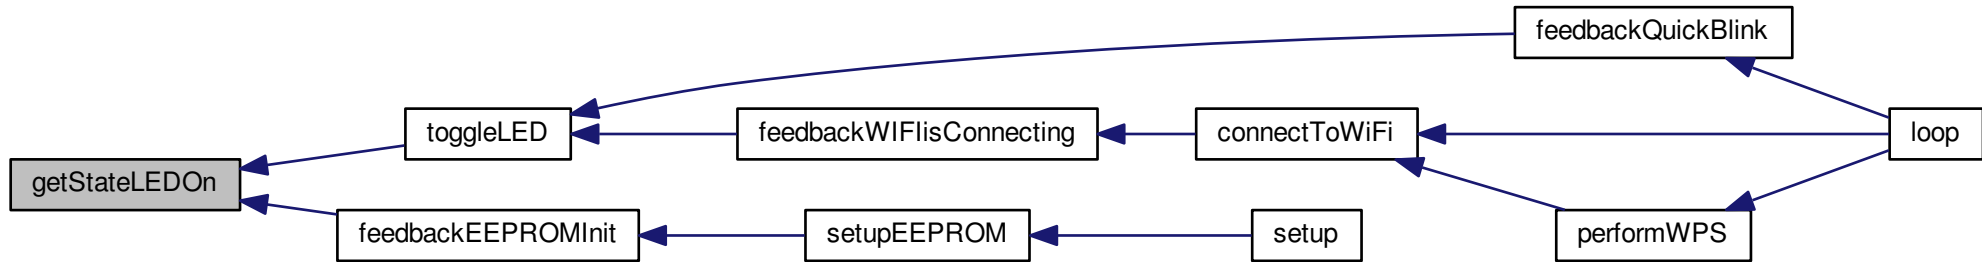 feedbackQuickBlink
toggleLED
feedbackWIFIisConnecting
connectToWiFi
loop
getStateLEDOn
feedbackEEPROMInit
setupEEPROM
setup
performWPS